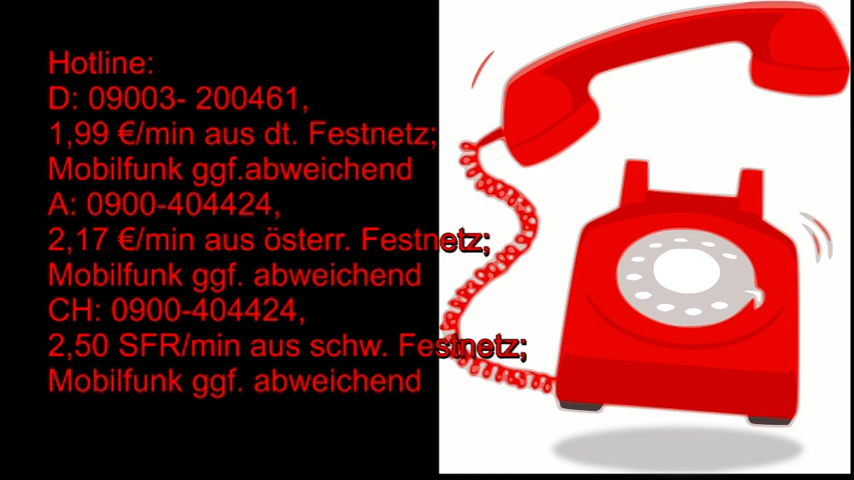 Hotline:
D: 09003- 200461,
1,99 €/min aus dt. Festnetz;
Mobilfunk ggf.abweichend
A: 0900-404424,
2,17 €/min aus österr. Festnetz;
Mobilfunk ggf. abweichend
CH: 0900-404424,
2,50 SFR/min aus schw. Festnetz;
Mobilfunk ggf. abweichend